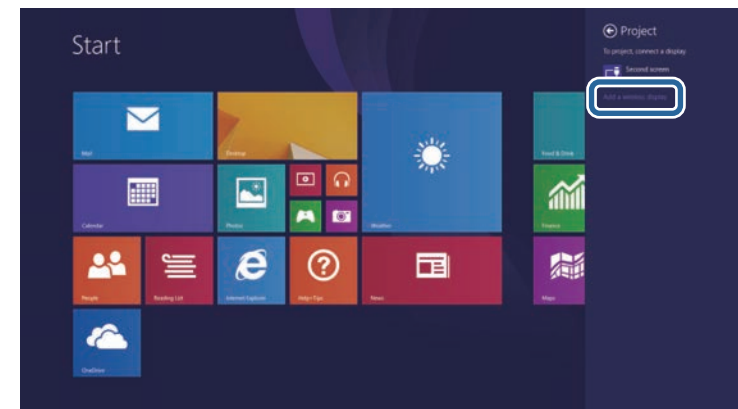 Start
Project
To project, connect a display
Second screen
Add a wireless display
Mail
Desktop
Food & Drink
Calendar
Photos
Weather
Finance
People
Reading List
Internet Explorer
Help+Tips
News
Maps
OneDrive